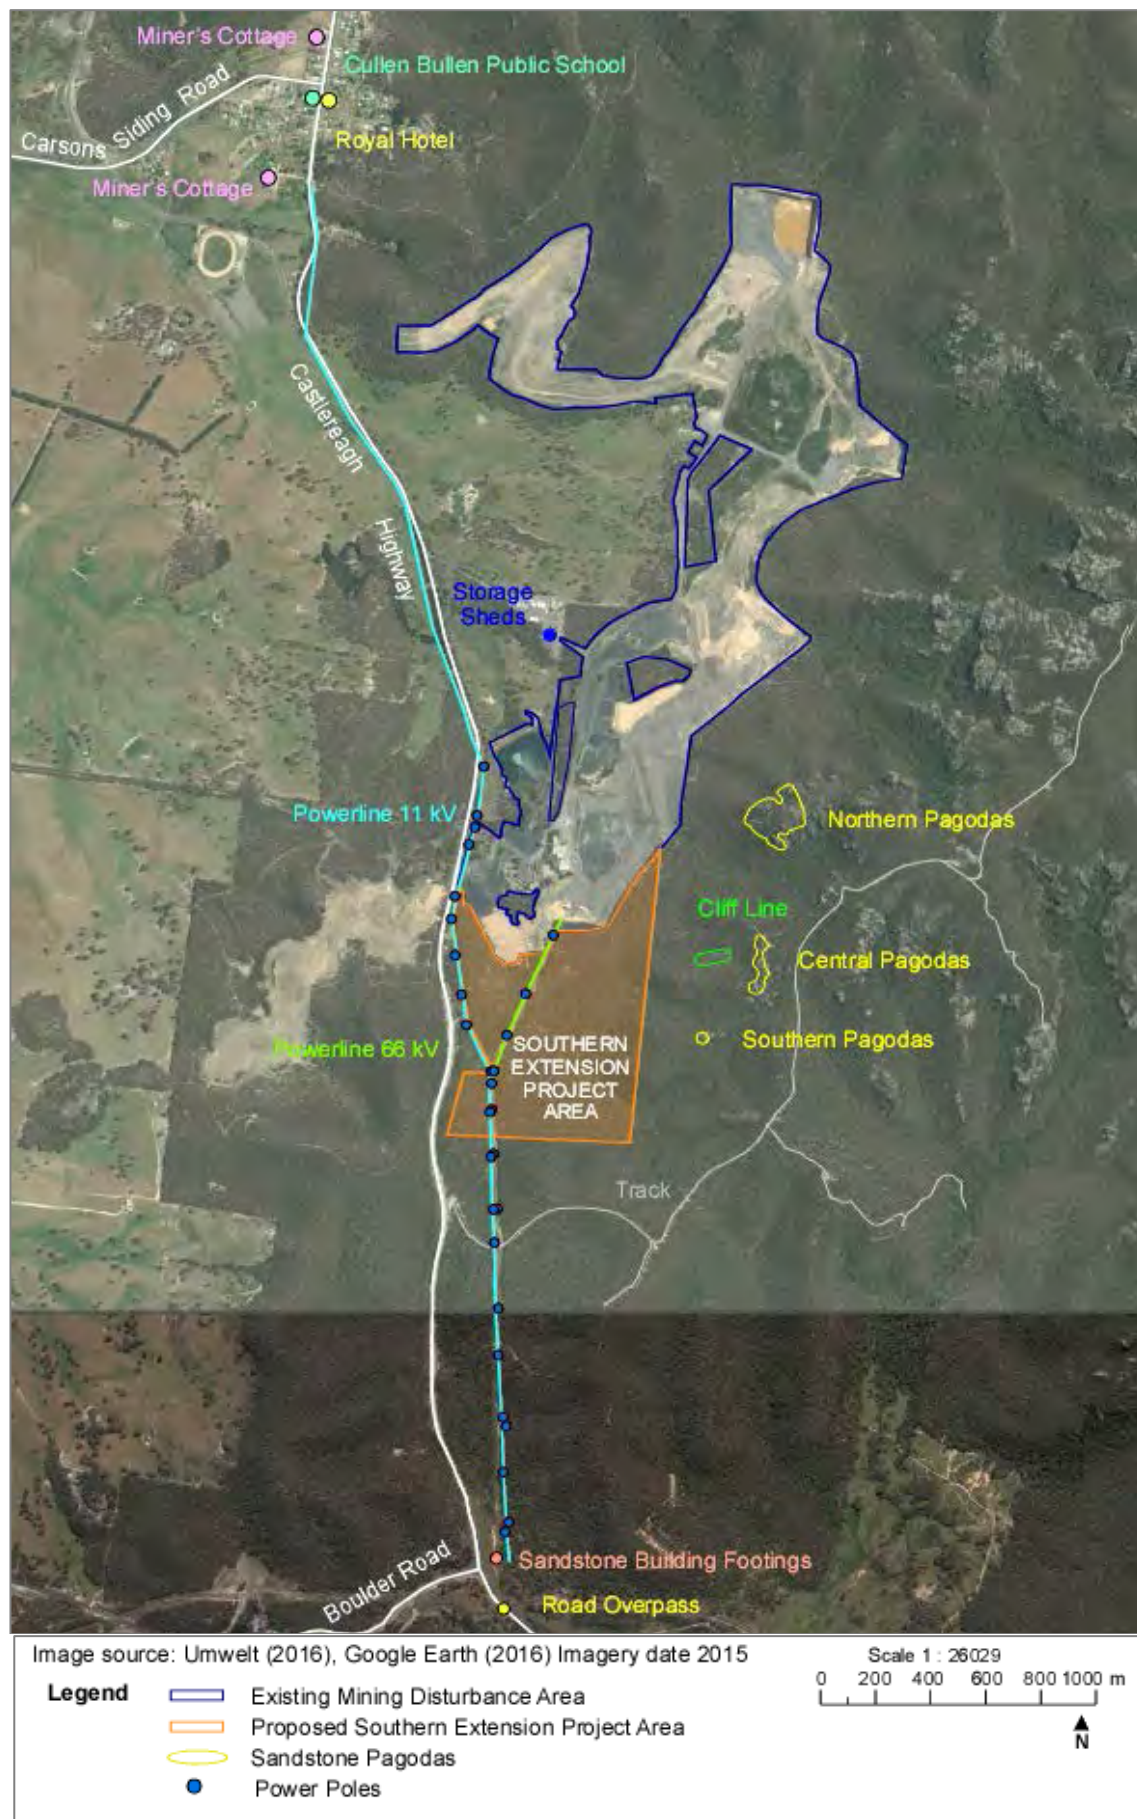 Miner's Cottage
Cullen Bullen Public School
Carsons Siding Road
Royal Hotel
Miner's Cottage
Castlereagh
Highway
Storage
Sheds
Powerline 11 kV
Northern Pagodas
Cliff Line
Central Pagodas
Southern Pagodas
Powerline 66 kV
SOUTHERN
EXTENSION
PROJECT
AREA
Track
Sandstone Building Footings
Boulder Road
Road Overpass
Image source: Umwelt (2016), Google Earth (2016) Imagery date 2015
Scale 1 : 26029
0 200 400 600 800 1000 m
N
Legend
Existing Mining Disturbance Area
Proposed Southern Extension Project Area
Sandstone Pagodas
Power Poles